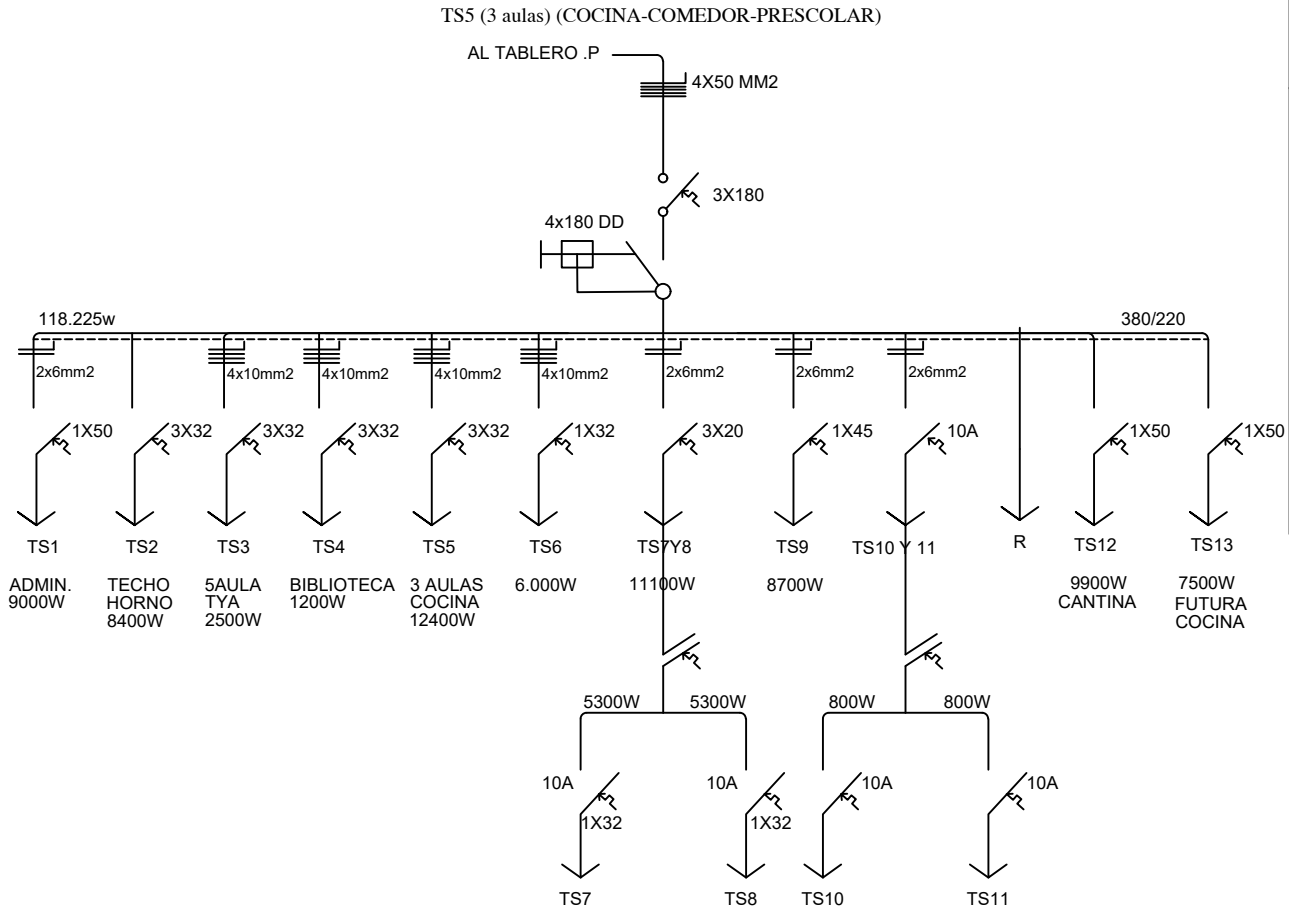 TS5 (3 aulas) (COCINA-COMEDOR-PRESCOLAR)
AL TABLERO .P
4X50 MM2
3X180
4x180 DD
118.225w
380/220
2x6mm2
4x10mm2
4x10mm2
4x10mm2
4x10mm2
2x6mm2
2x6mm2
2x6mm2
1X50
3X32
3X32
3X32
3X32
1X32
3X20
1X45
10A
1X50
1X50
TS1
TS2
TS3
TS4
TS5
TS6
TS7Y8
TS9
TS10 Y 11
R
TS12
TS13
ADMIN.
9000W
TECHO
HORNO
8400W
5AULA
TYA
2500W
BIBLIOTECA
1200W
3 AULAS
COCINA
12400W
6.000W
11100W
8700W
9900W
CANTINA
7500W
FUTURA
COCINA
5300W
5300W
800W
800W
10A
1X32
10A
1X32
10A
10A
TS7
TS8
TS10
TS11